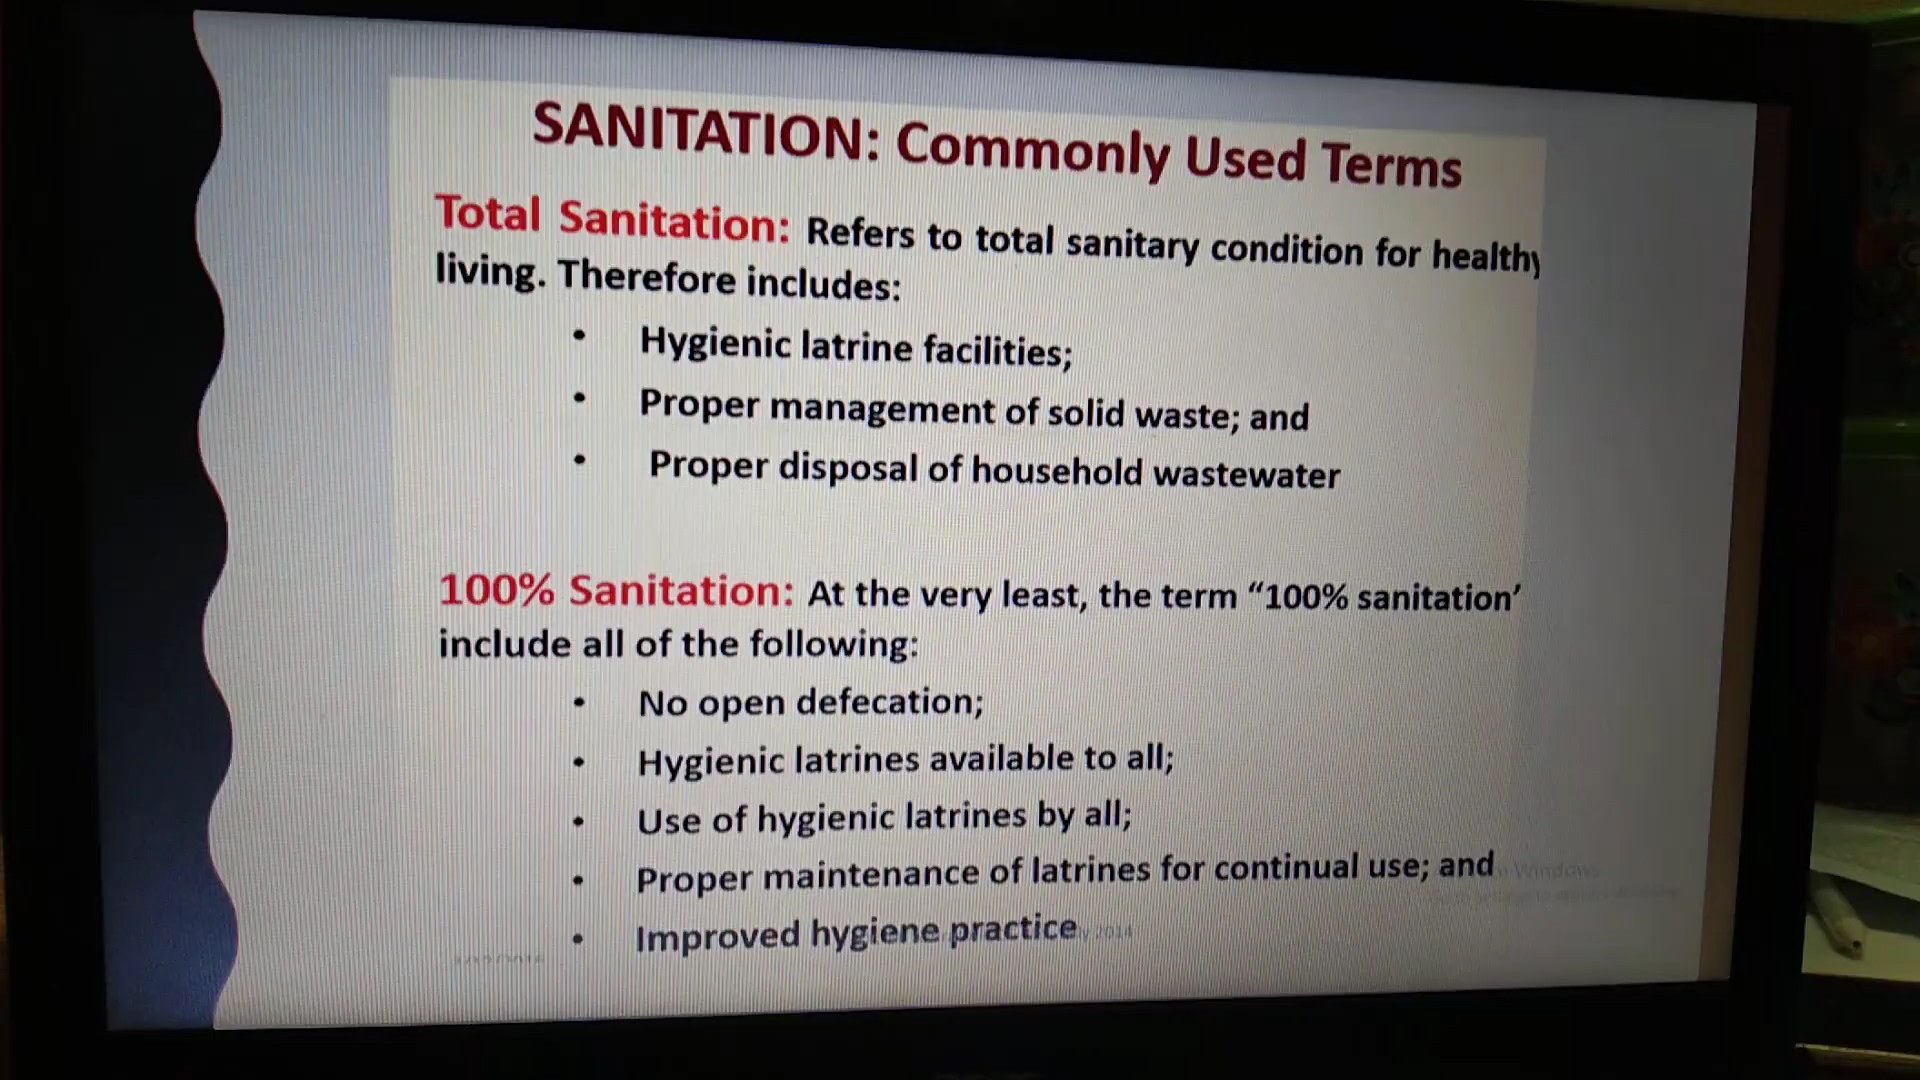 SANITATION: Commonly Used Terms
Total Sanitation: Refers to total sanitary condition for healthy
living. Therefore includes:
• Hygienic latrine facilities;
• Proper management of solid waste; and
• Proper disposal of household wastewater
100% Sanitation: At the very least, the term “100% sanitation’
include all of the following:
• No open defecation;
• Hygienic latrines available to all;
• Use of hygienic latrines by all;
• Proper maintenance of latrines for continual use; and
Windows
• Improved hygiene practice
2014